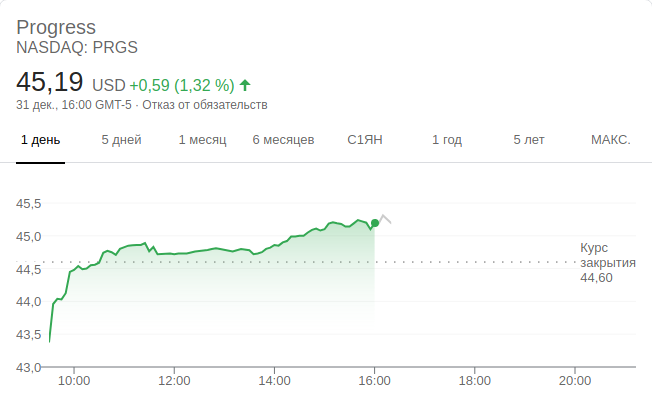 Progress
NASDAQ: PRGS
45,19 USD +0,59 (1,32 %)
31 дек., 16:00 GMT-5 · Отказ от обязательств
1 день 5 дней 1 месяц 6 месяцев С1ЯН 1 год 5 лет МАКС.
45,5
45,0
44,5
44,0
43,5
43,0
Курс
закрытия
44,60
10:00 12:00 14:00 16:00 18:00 20:00